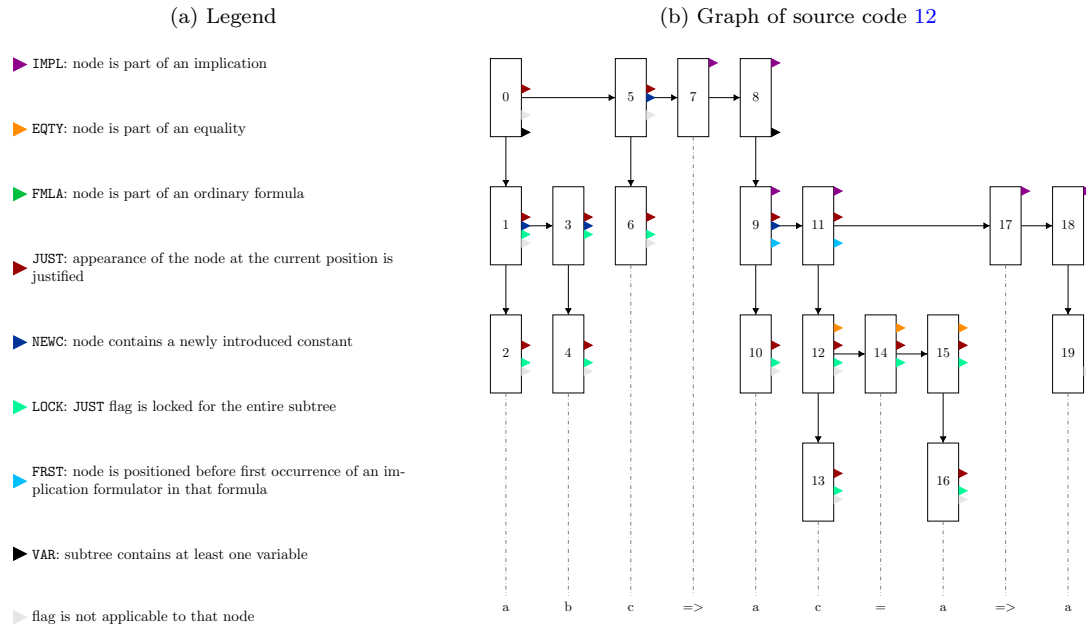 (a) Legend
(b) Graph of source code 12
IMPL: node is part of an implication
EQTY: node is part of an equality
FMLA: node is part of an ordinary formula
JUST: appearance of the node at the current position is
justified
NEWC: node contains a newly introduced constant
LOCK: JUST flag is locked for the entire subtree
FRST: node is positioned before first occurrence of an im-
plication formulator in that formula
VAR: subtree contains at least one variable
flag is not applicable to that node
0 5 7 8
1 3 6 9 11 17 18
2 4 10 12 14 15 19
13 16
a b c => a c = a => a